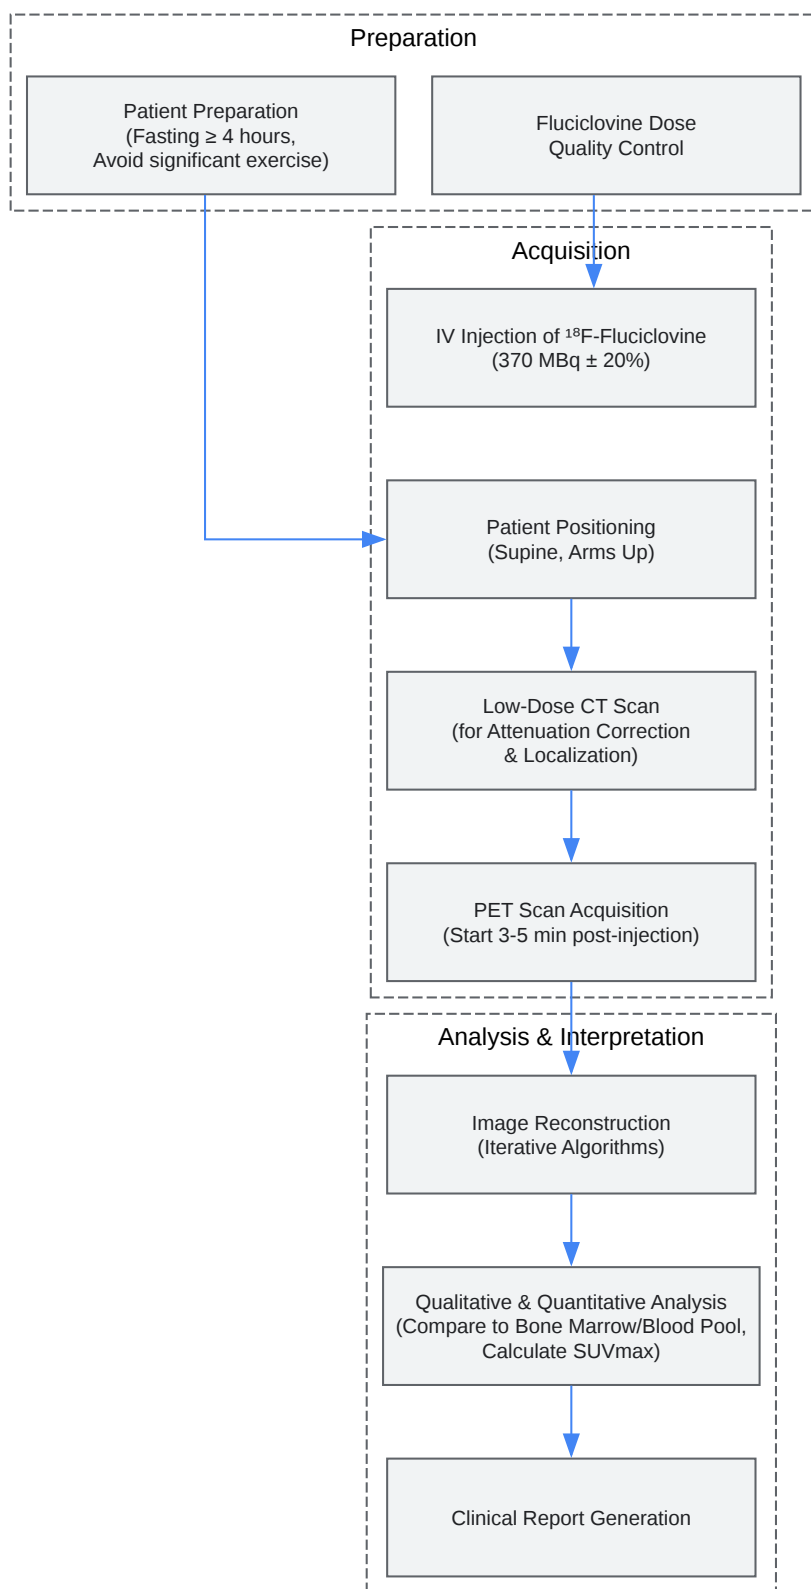 Preparation
Patient Preparation
(Fasting ≥ 4 hours,
Avoid significant exercise)
Fluciclovine Dose
Quality Control
Acquisition
IV Injection of ¹⁸F-Fluciclovine
(370 MBq ± 20%)
Patient Positioning
(Supine, Arms Up)
Low-Dose CT Scan
(for Attenuation Correction
& Localization)
PET Scan Acquisition
(Start 3-5 min post-injection)
Analysis & Interpretation
Image Reconstruction
(Iterative Algorithms)
Qualitative & Quantitative Analysis
(Compare to Bone Marrow/Blood Pool,
Calculate SUVmax)
Clinical Report Generation